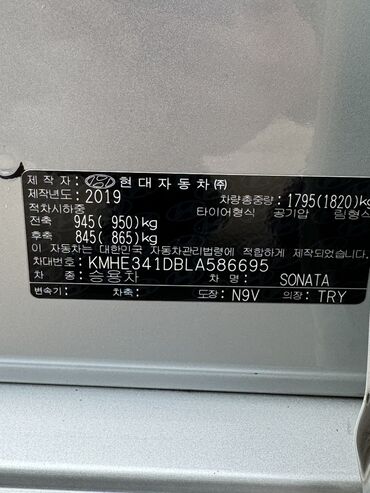 제 작 자 : 현대자동차(주)
제작년도 : 2019 차량총중량: 1795(1820)kg
적차시하중 타이어형식 공기압 림형식
전축 945( 950)kg
후축 845( 865)kg
이 자동차는 대한민국 자동차관리법령에 적합하게 제작되었습니다.
차대번호: KMHE341DBLA586695
승용차 차 명: SONATA
변속기: 차축: 도장: N9V 의장: TRY